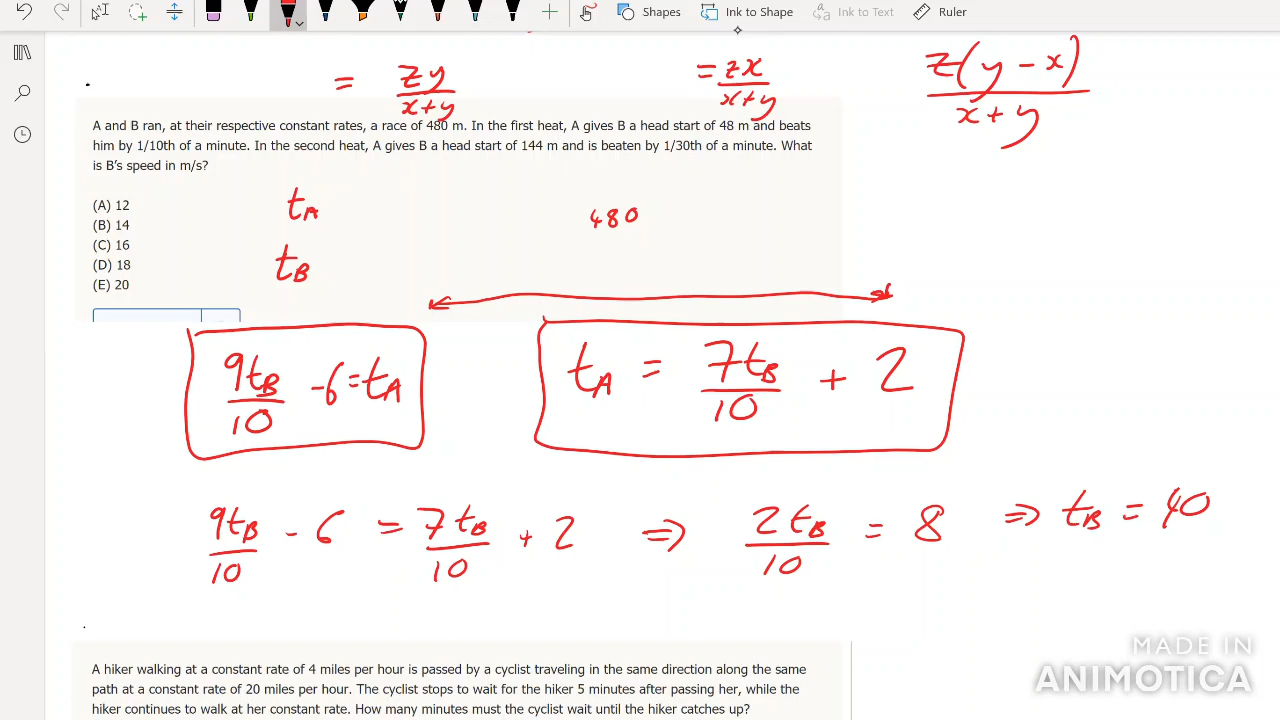 Shapes Ink to Shape Ink to Text Ruler
= zy/(x+y) = zx/(x+y) z(y-x)/(x+y)
A and B ran, at their respective constant rates, a race of 480 m. In the first heat, A gives B a head start of 48 m and beats
him by 1/10th of a minute. In the second heat, A gives B a head start of 144 m and is beaten by 1/30th of a minute. What
is B's speed in m/s?
(A) 12
(B) 14
(C) 16
(D) 18
(E) 20
tA
480
tB
9tB/10 -6=tA tA = 7tB/10 + 2
9tB/10 - 6 = 7tB/10 + 2 ⇒ 2tB/10 = 8 ⇒ tB = 40
MADE IN
ANIMOTICA
A hiker walking at a constant rate of 4 miles per hour is passed by a cyclist traveling in the same direction along the same
path at a constant rate of 20 miles per hour. The cyclist stops to wait for the hiker 5 minutes after passing her, while the
hiker continues to walk at her constant rate. How many minutes must the cyclist wait until the hiker catches up?